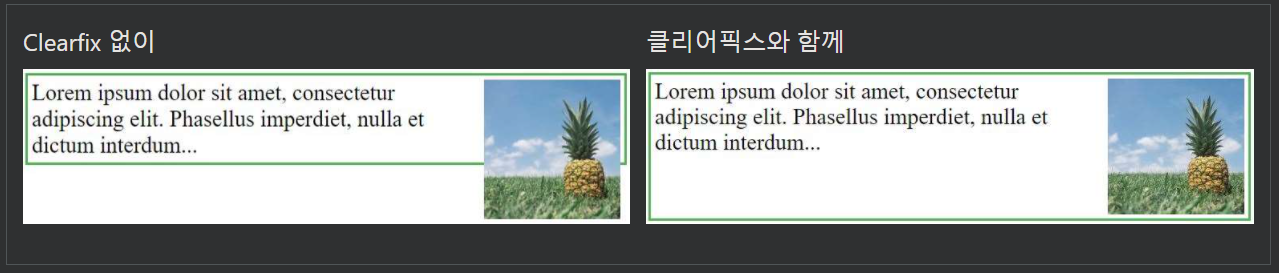 Clearfix 없이
Lorem ipsum dolor sit amet, consectetur
adipiscing elit. Phasellus imperdiet, nulla et
dictum interdum...
클리어픽스와 함께
Lorem ipsum dolor sit amet, consectetur
adipiscing elit. Phasellus imperdiet, nulla et
dictum interdum...